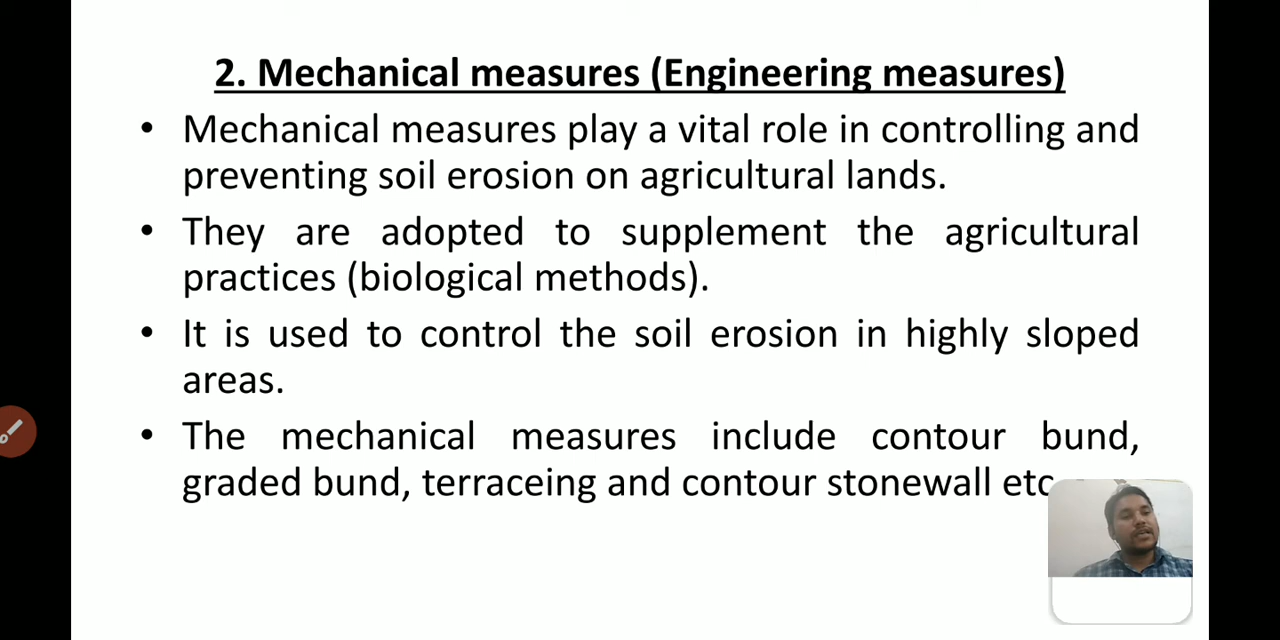 2. Mechanical measures (Engineering measures)
• Mechanical measures play a vital role in controlling and
preventing soil erosion on agricultural lands.
• They are adopted to supplement the agricultural
practices (biological methods).
• It is used to control the soil erosion in highly sloped
areas.
• The mechanical measures include contour bund,
graded bund, terraceing and contour stonewall etc